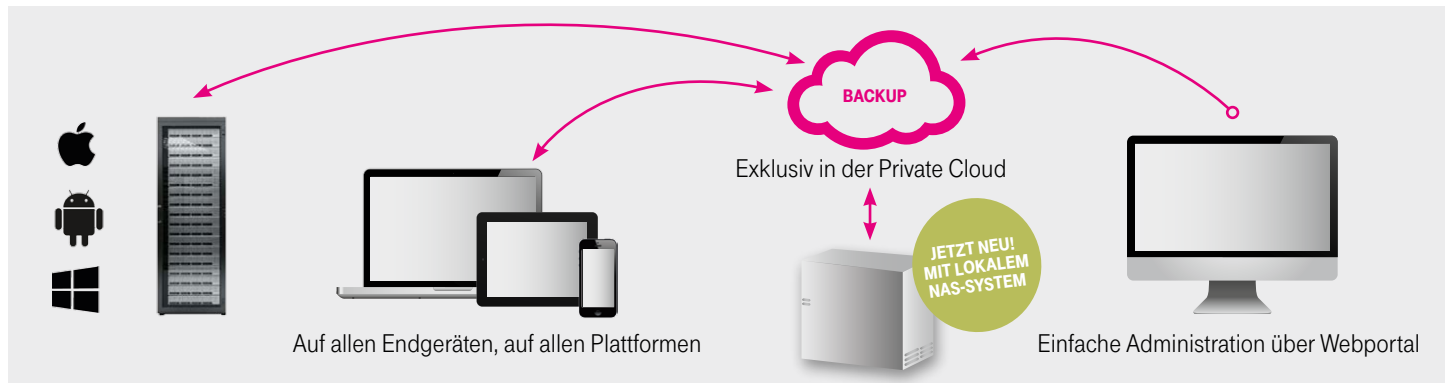 BACKUP
Exklusiv in der Private Cloud
JETZT NEU!
MIT LOKALEM
NAS-SYSTEM
Auf allen Endgeräten, auf allen Plattformen
Einfache Administration über Webportal